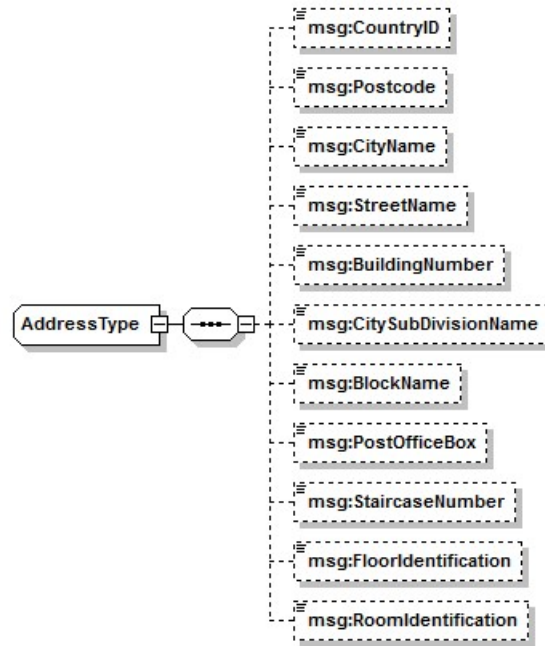 msg:CountryID
msg:Postcode
msg:CityName
msg:StreetName
msg:BuildingNumber
AddressType
msg:CitySubDivisionName
msg:BlockName
msg:PostOfficeBox
msg:StaircaseNumber
msg:FloorIdentification
msg:RoomIdentification